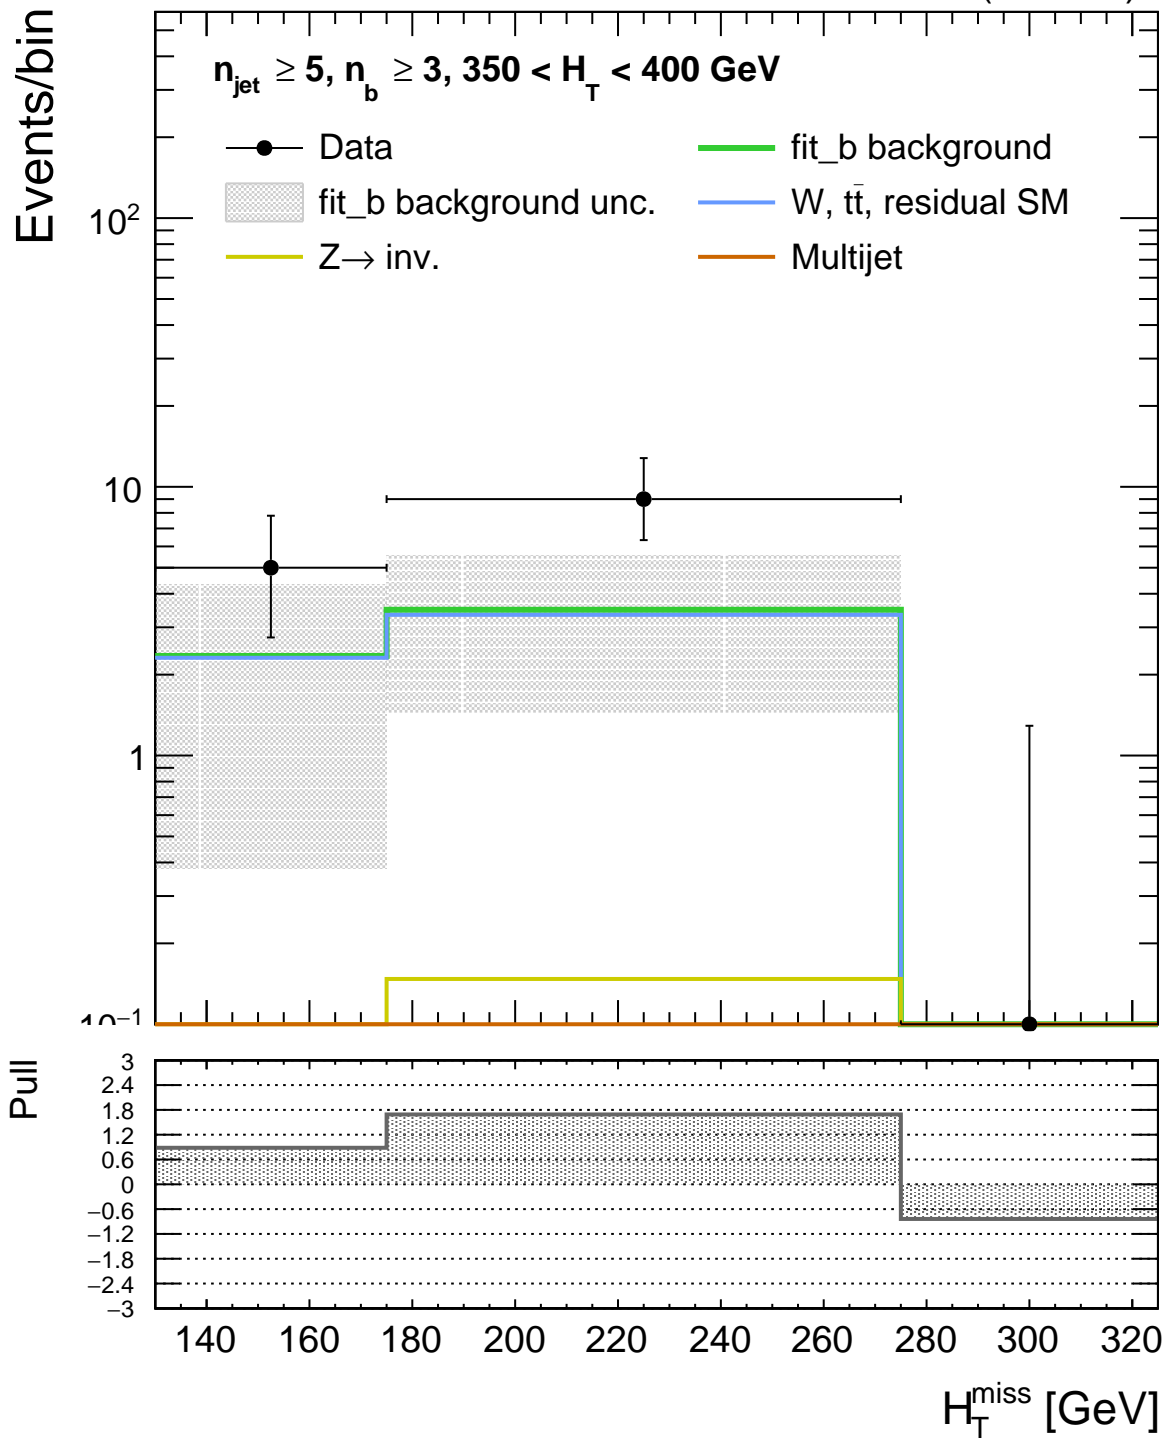 n_jet ≥ 5, n_b ≥ 3, 350 < H_T < 400 GeV
Data
fit_b background
fit_b background unc.
W, tt̄, residual SM
Z→ inv.
Multijet
Events/bin
10²
10
1
10⁻¹
Pull
3
2.4
1.8
1.2
0.6
0
−0.6
−1.2
−1.8
−2.4
−3
140 160 180 200 220 240 260 280 300 320
H_T^miss [GeV]